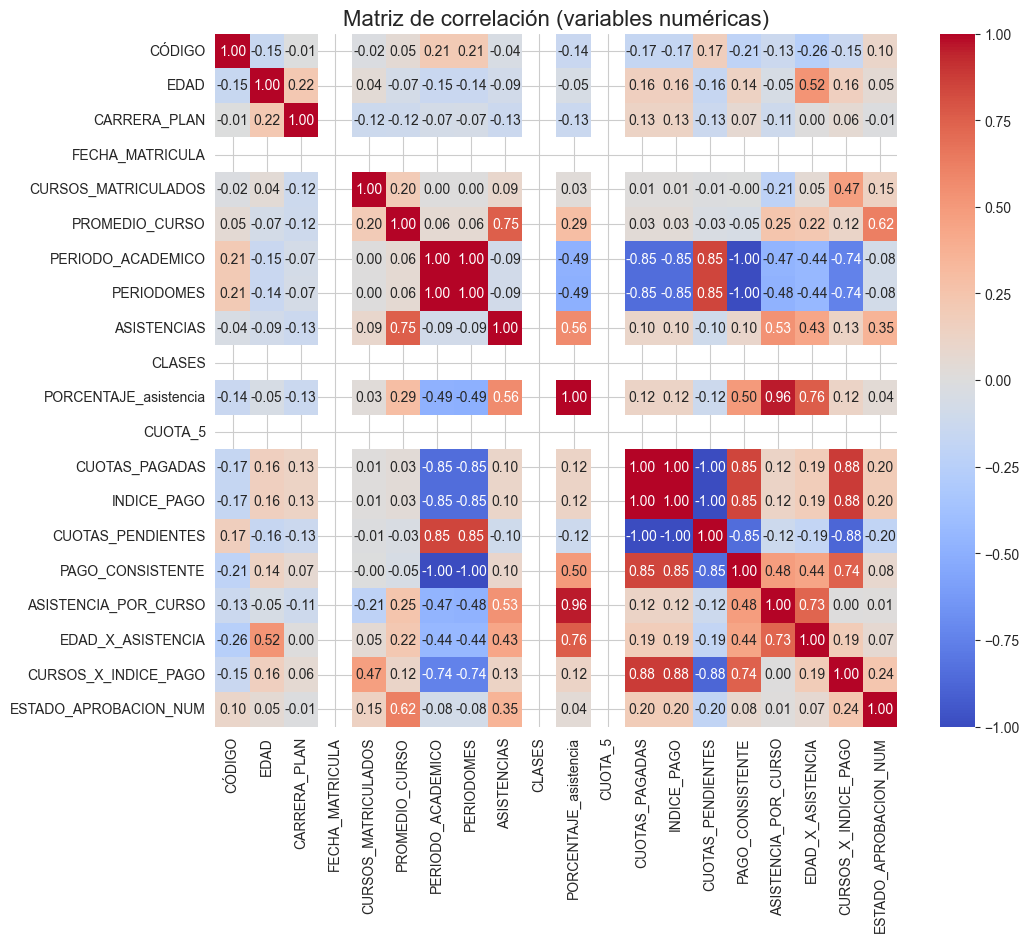 Matriz de correlación (variables numéricas)
CÓDIGO 1.00 -0.15 -0.01 -0.02 0.05 0.21 0.21 -0.04 -0.14 -0.17 -0.17 0.17 -0.21 -0.13 -0.26 -0.15 0.10
EDAD -0.15 1.00 0.22 0.04 -0.07 -0.15 -0.14 -0.09 -0.05 0.16 0.16 -0.16 0.14 -0.05 0.52 0.16 0.05
CARRERA_PLAN -0.01 0.22 1.00 -0.12 -0.12 -0.07 -0.07 -0.13 -0.13 0.13 0.13 -0.13 0.07 -0.11 0.00 0.06 -0.01
FECHA_MATRICULA
CURSOS_MATRICULADOS -0.02 0.04 -0.12 1.00 0.20 0.00 0.00 0.09 0.03 0.01 0.01 -0.01 -0.00 -0.21 0.05 0.47 0.15
PROMEDIO_CURSO 0.05 -0.07 -0.12 0.20 1.00 0.06 0.06 0.75 0.29 0.03 0.03 -0.03 -0.05 0.25 0.22 0.12 0.62
PERIODO_ACADEMICO 0.21 -0.15 -0.07 0.00 0.06 1.00 1.00 -0.09 -0.49 -0.85 -0.85 0.85 -1.00 -0.47 -0.44 -0.74 -0.08
PERIODOMES 0.21 -0.14 -0.07 0.00 0.06 1.00 1.00 -0.09 -0.49 -0.85 -0.85 0.85 -1.00 -0.48 -0.44 -0.74 -0.08
ASISTENCIAS -0.04 -0.09 -0.13 0.09 0.75 -0.09 -0.09 1.00 0.56 0.10 0.10 -0.10 0.10 0.53 0.43 0.13 0.35
CLASES
PORCENTAJE_asistencia -0.14 -0.05 -0.13 0.03 0.29 -0.49 -0.49 0.56 1.00 0.12 0.12 -0.12 0.50 0.96 0.76 0.12 0.04
CUOTA_5
CUOTAS_PAGADAS -0.17 0.16 0.13 0.01 0.03 -0.85 -0.85 0.10 0.12 1.00 1.00 -1.00 0.85 0.12 0.19 0.88 0.20
INDICE_PAGO -0.17 0.16 0.13 0.01 0.03 -0.85 -0.85 0.10 0.12 1.00 1.00 -1.00 0.85 0.12 0.19 0.88 0.20
CUOTAS_PENDIENTES 0.17 -0.16 -0.13 -0.01 -0.03 0.85 0.85 -0.10 -0.12 -1.00 -1.00 1.00 -0.85 -0.12 -0.19 -0.88 -0.20
PAGO_CONSISTENTE -0.21 0.14 0.07 -0.00 -0.05 -1.00 -1.00 0.10 0.50 0.85 0.85 -0.85 1.00 0.48 0.44 0.74 0.08
ASISTENCIA_POR_CURSO -0.13 -0.05 -0.11 -0.21 0.25 -0.47 -0.48 0.53 0.96 0.12 0.12 -0.12 0.48 1.00 0.73 0.00 0.01
EDAD_X_ASISTENCIA -0.26 0.52 0.00 0.05 0.22 -0.44 -0.44 0.43 0.76 0.19 0.19 -0.19 0.44 0.73 1.00 0.19 0.07
CURSOS_X_INDICE_PAGO -0.15 0.16 0.06 0.47 0.12 -0.74 -0.74 0.13 0.12 0.88 0.88 -0.88 0.74 0.00 0.19 1.00 0.24
ESTADO_APROBACION_NUM 0.10 0.05 -0.01 0.15 0.62 -0.08 -0.08 0.35 0.04 0.20 0.20 -0.20 0.08 0.01 0.07 0.24 1.00
CÓDIGO
EDAD
CARRERA_PLAN
FECHA_MATRICULA
CURSOS_MATRICULADOS
PROMEDIO_CURSO
PERIODO_ACADEMICO
PERIODOMES
ASISTENCIAS
CLASES
PORCENTAJE_asistencia
CUOTA_5
CUOTAS_PAGADAS
INDICE_PAGO
CUOTAS_PENDIENTES
PAGO_CONSISTENTE
ASISTENCIA_POR_CURSO
EDAD_X_ASISTENCIA
CURSOS_X_INDICE_PAGO
ESTADO_APROBACION_NUM
1.00
0.75
0.50
0.25
0.00
−0.25
−0.50
−0.75
−1.00